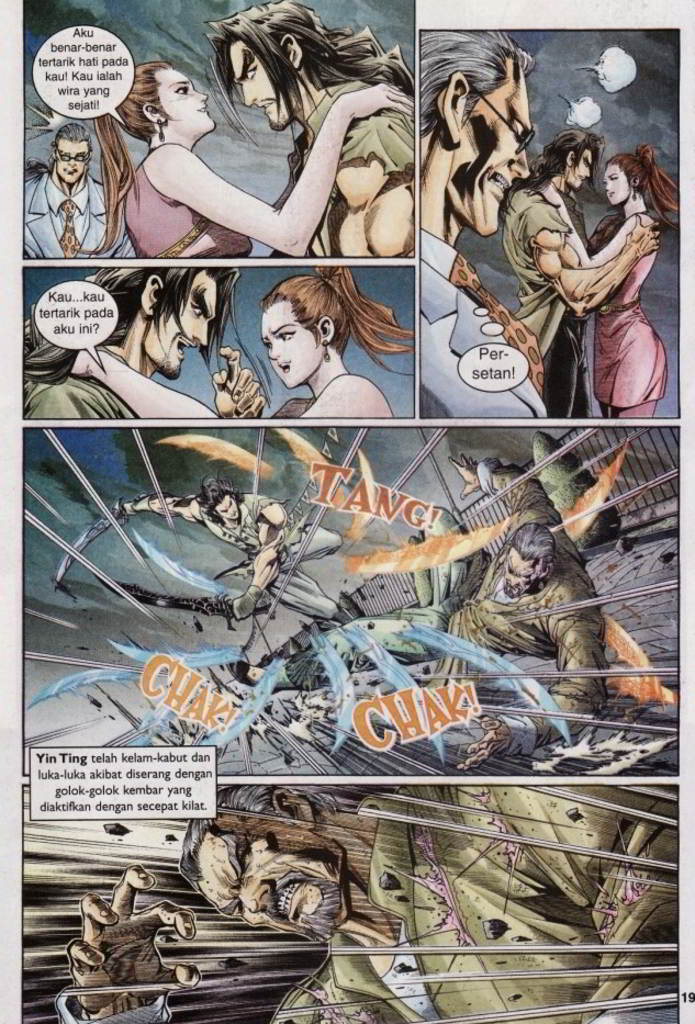 Aku
benar-benar
tertarik hati pada
kau! Kau ialah
wira yang
sejati!
Kau...kau
tertarik pada
aku ini?
Per-
setan!
TANG!
CHAK!
CHAK!
Yin Ting telah kelam-kabut dan
luka-luka akibat diserang dengan
golok-golok kembar yang
diaktifkan dengan secepat kilat.
19